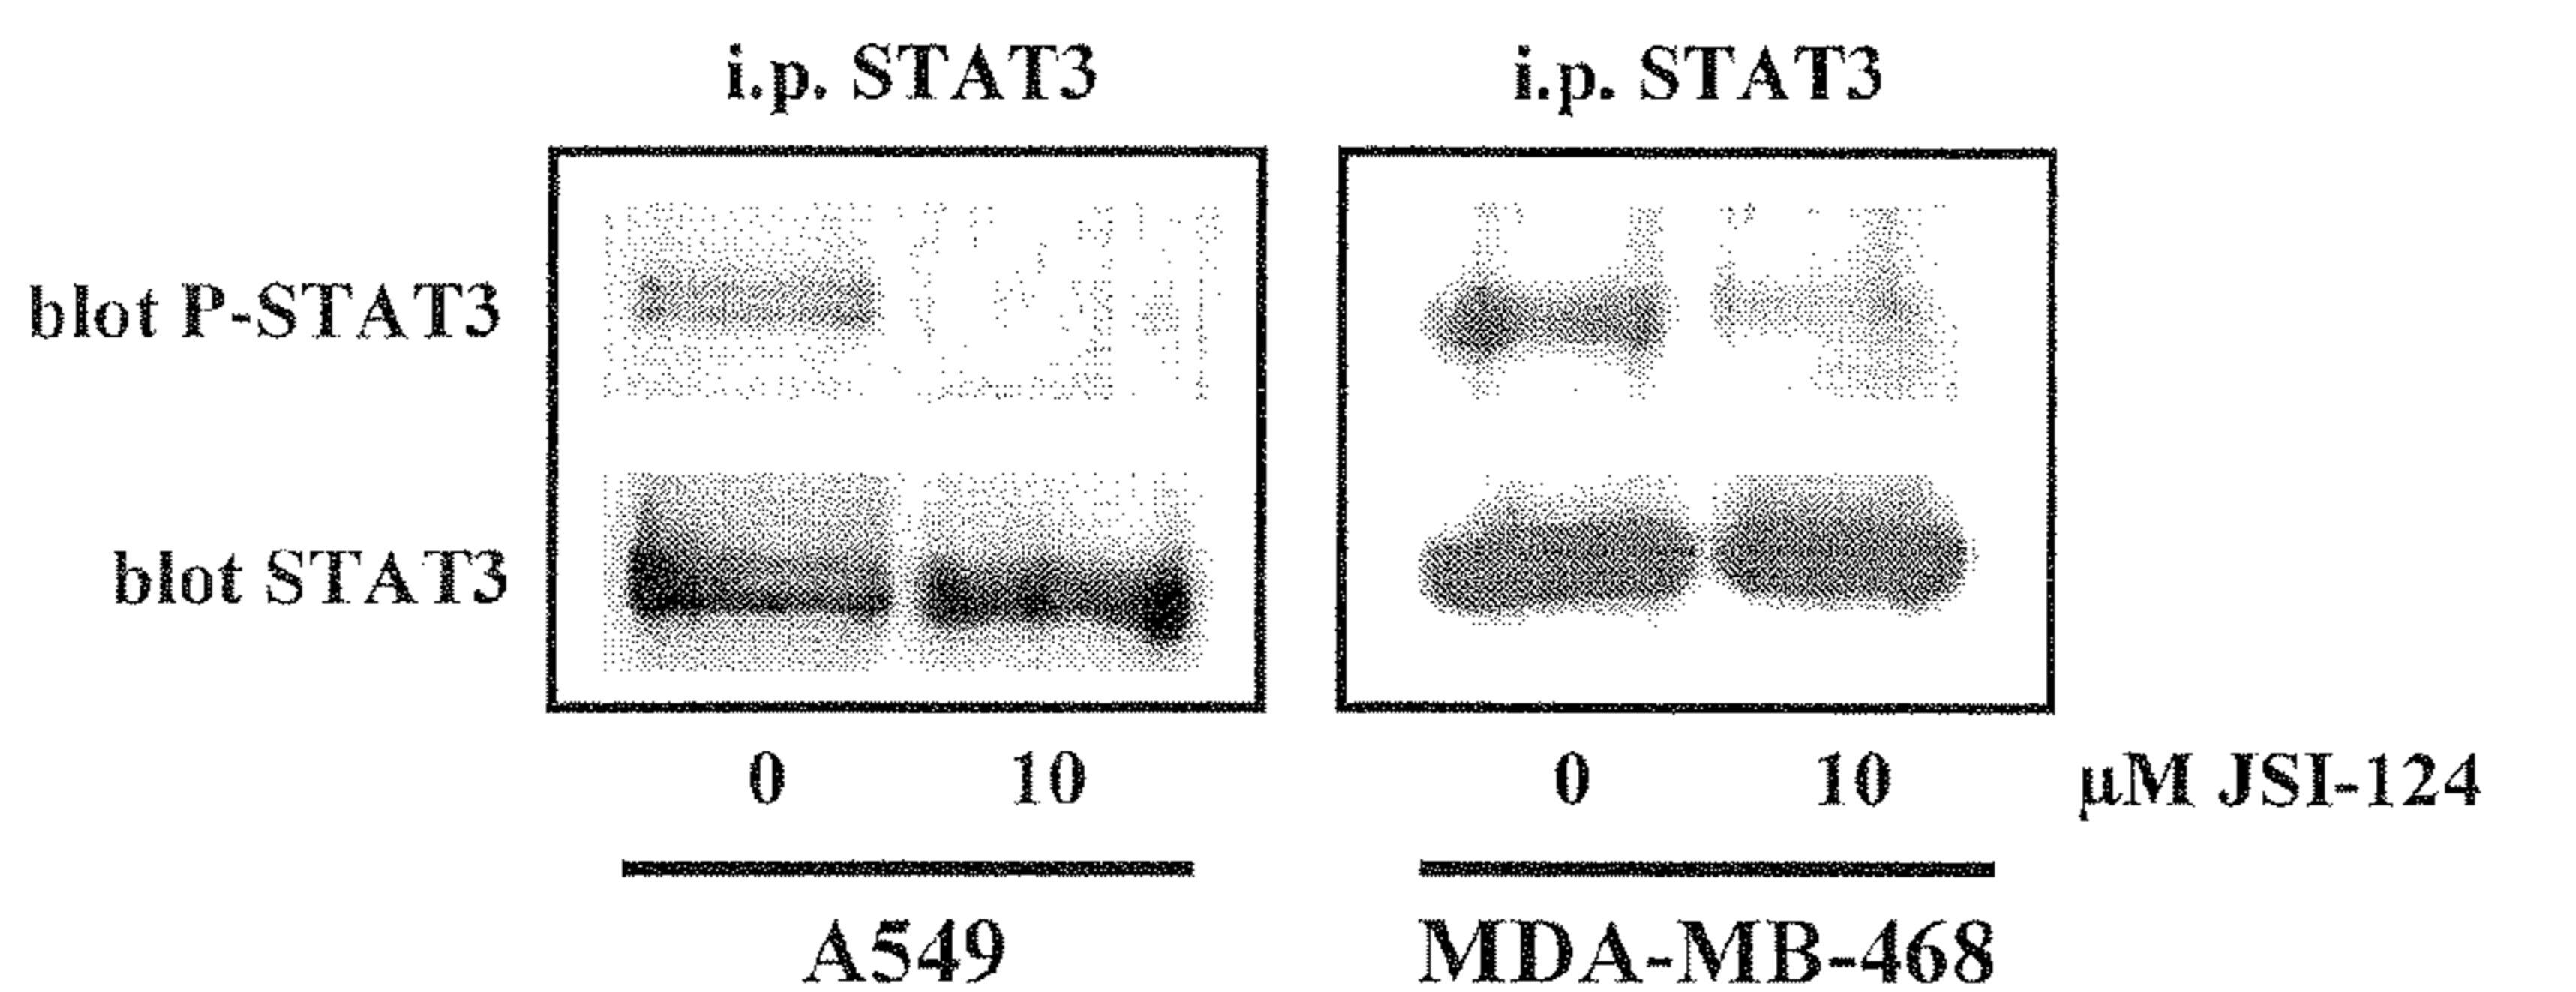 i.p. STAT3 i.p. STAT3
blot P-STAT3
blot STAT3
0 10 0 10 µM JSI-124
A549 MDA-MB-468